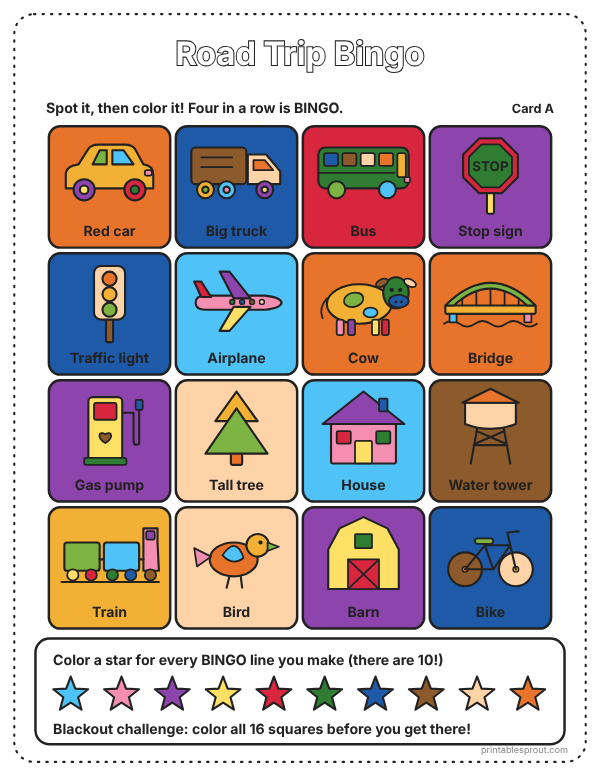 Road Trip Bingo
Spot it, then color it! Four in a row is BINGO.
Card A
Red car
Big truck
Bus
STOP
Stop sign
Traffic light
Airplane
Cow
Bridge
Gas pump
Tall tree
House
Water tower
Train
Bird
Barn
Bike
Color a star for every BINGO line you make (there are 10!)
Blackout challenge: color all 16 squares before you get there!
printablesprout.com